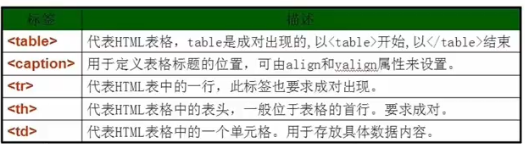 标签 描述
<table> 代表HTML表格，table是成对出现的,以<table>开始,以</table>结束
<caption> 用于定义表格标题的位置，可由align和valign属性来设置。
<tr> 代表HTML表中的一行，此标签也要求成对出现。
<th> 代表HTML表格中的表头，一般位于表格的首行。要求成对。
<td> 代表HTML表格中的一个单元格。用于存放具体数据内容。